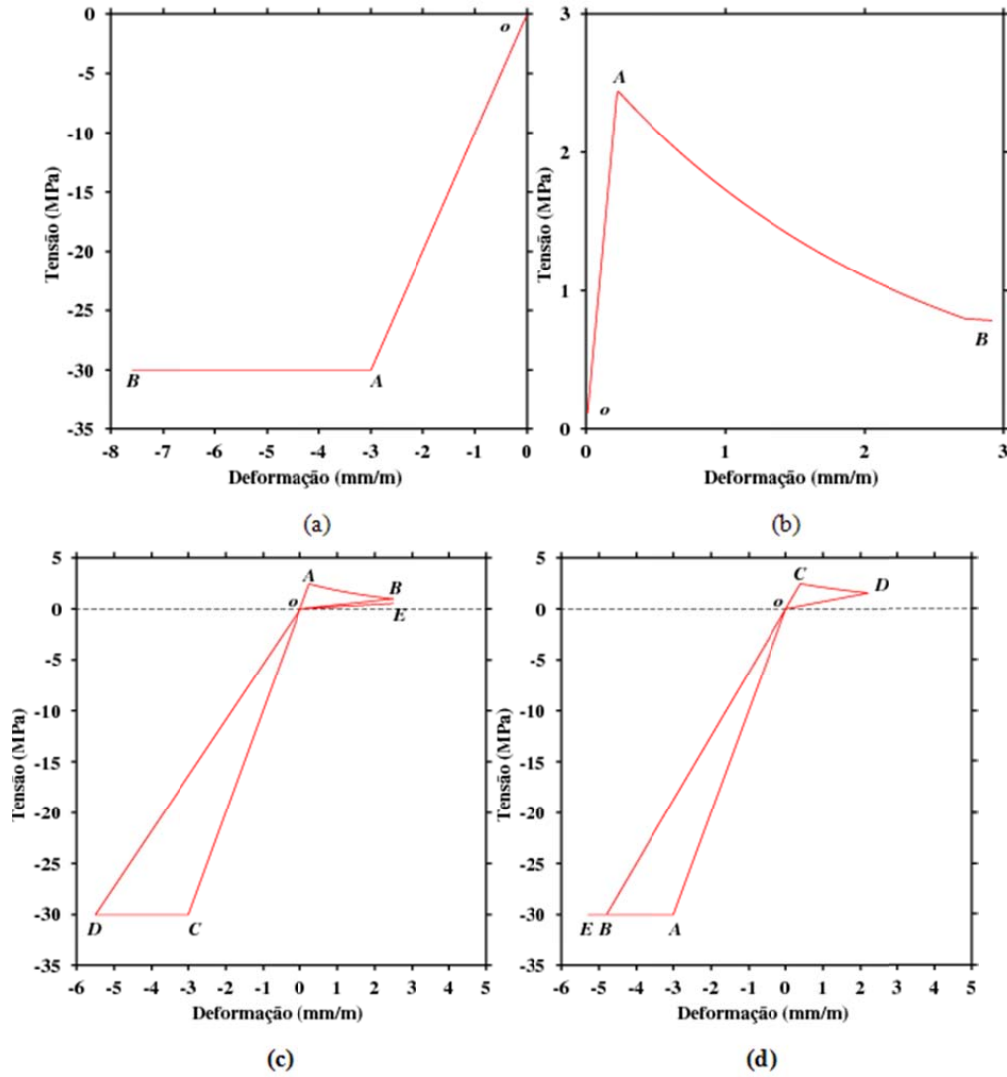 0
-5
-10
-15
-20
-25
-30
-35
Tensão (MPa)
o
A
B
-8 -7 -6 -5 -4 -3 -2 -1 0
Deformação (mm/m)
(a)
3
2
1
0
Tensão (MPa)
A
o
B
0 1 2 3
Deformação (mm/m)
(b)
5
0
-5
-10
-15
-20
-25
-30
-35
Tensão (MPa)
A
B
o
E
D
C
-6 -5 -4 -3 -2 -1 0 1 2 3 4 5
Deformação (mm/m)
(c)
5
0
-5
-10
-15
-20
-25
-30
-35
Tensão (MPa)
C
D
o
E B
A
-6 -5 -4 -3 -2 -1 0 1 2 3 4 5
Deformação (mm/m)
(d)